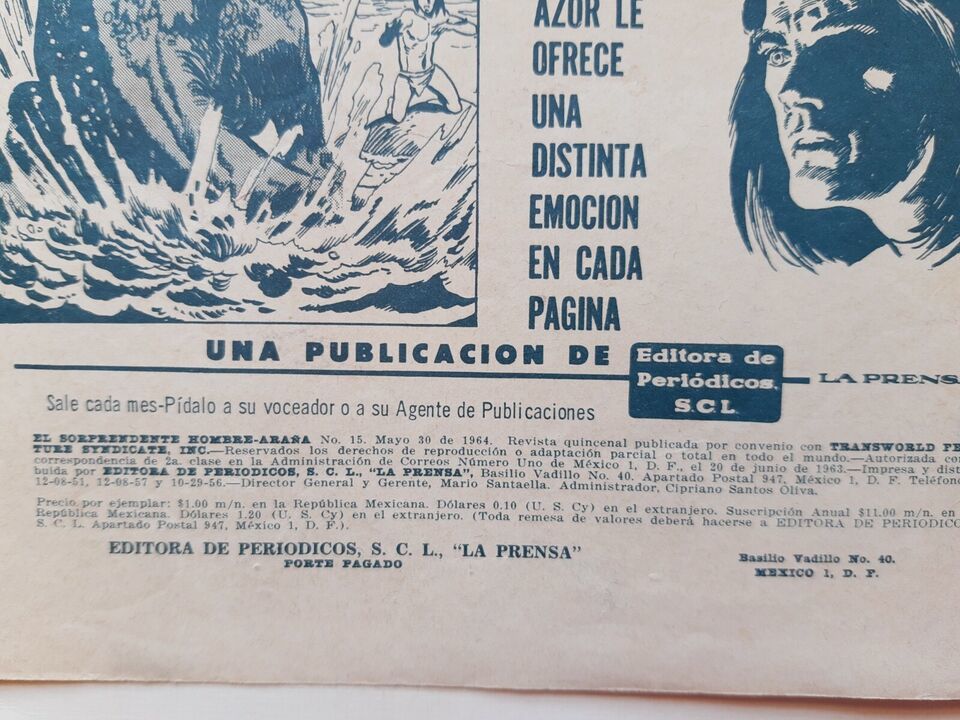 AZOR LE
OFRECE
UNA
DISTINTA
EMOCION
EN CADA
PAGINA
UNA PUBLICACION DE
Editora de
Periódicos,
S.C.L.
LA PRENSA
Sale cada mes-Pídalo a su voceador o a su Agente de Publicaciones
EL SORPRENDENTE HOMBRE-ARAÑA No. 15. Mayo 30 de 1964. Revista quincenal publicada por convenio con TRANSWORLD FE
TURE SYNDICATE, INC.—Reservados los derechos de reproducción o adaptación parcial o total en todo el mundo.—Autorizada co
correspondencia de 2a. clase en la Administración de Correos Número Uno de México 1, D. F., el 20 de junio de 1963.—Impresa y dist
buida por EDITORA DE PERIODICOS, S. C. L., "LA PRENSA", Basilio Vadillo No. 40. Apartado Postal 947, México 1, D. F. Teléfono
12-08-51, 12-08-57 y 10-29-56.—Director General y Gerente, Mario Santaella. Administrador, Cipriano Santos Oliva.
Precio por ejemplar: $1.00 m/n. en la República Mexicana. Dólares 0.10 (U. S. Cy) en el extranjero. Suscripción Anual $11.00 m/n. en
República Mexicana. Dólares 1.20 (U. S. Cy) en el extranjero. (Toda remesa de valores deberá hacerse a EDITORA DE PERIODICO
S. C. L. Apartado Postal 947, México 1, D. F.).
EDITORA DE PERIODICOS, S. C. L., "LA PRENSA"
PORTE PAGADO
Basilio Vadillo No. 40.
MEXICO 1, D. F.